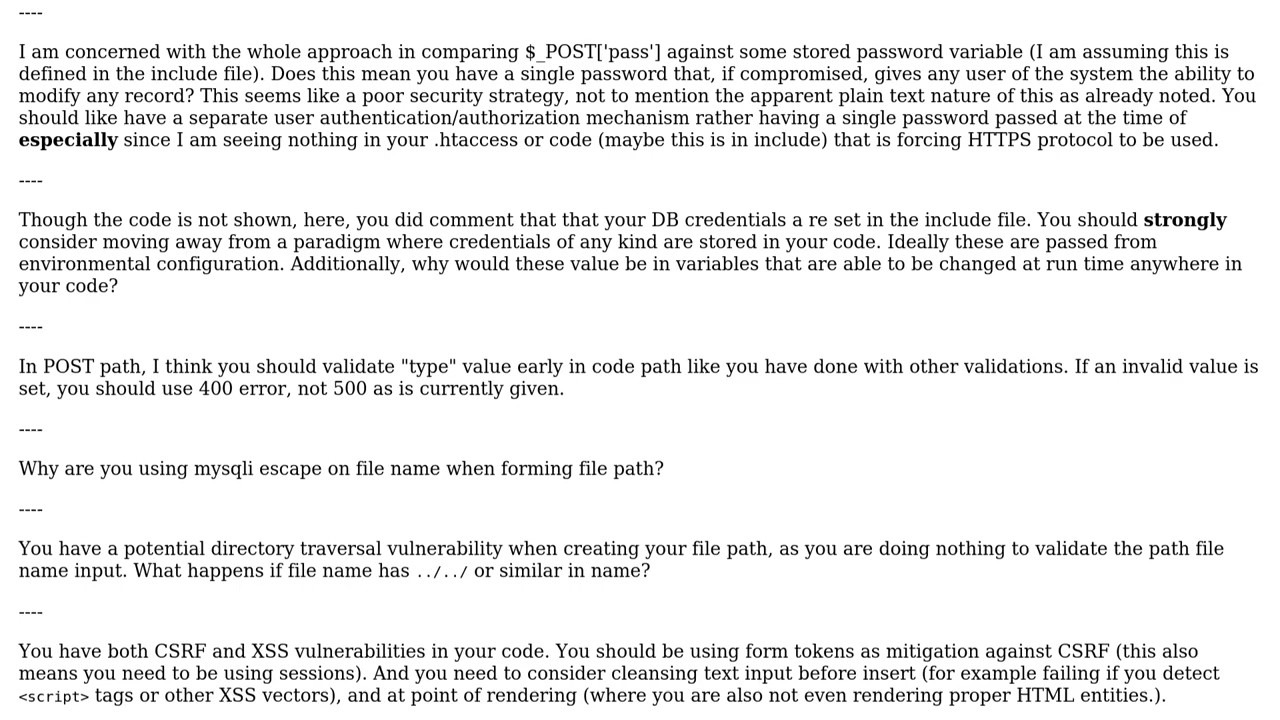 ----
I am concerned with the whole approach in comparing $_POST['pass'] against some stored password variable (I am assuming this is
defined in the include file). Does this mean you have a single password that, if compromised, gives any user of the system the ability to
modify any record? This seems like a poor security strategy, not to mention the apparent plain text nature of this as already noted. You
should like have a separate user authentication/authorization mechanism rather having a single password passed at the time of
especially since I am seeing nothing in your .htaccess or code (maybe this is in include) that is forcing HTTPS protocol to be used.
----
Though the code is not shown, here, you did comment that that your DB credentials a re set in the include file. You should strongly
consider moving away from a paradigm where credentials of any kind are stored in your code. Ideally these are passed from
environmental configuration. Additionally, why would these value be in variables that are able to be changed at run time anywhere in
your code?
----
In POST path, I think you should validate "type" value early in code path like you have done with other validations. If an invalid value is
set, you should use 400 error, not 500 as is currently given.
----
Why are you using mysqli escape on file name when forming file path?
----
You have a potential directory traversal vulnerability when creating your file path, as you are doing nothing to validate the path file
name input. What happens if file name has ../../ or similar in name?
----
You have both CSRF and XSS vulnerabilities in your code. You should be using form tokens as mitigation against CSRF (this also
means you need to be using sessions). And you need to consider cleansing text input before insert (for example failing if you detect
<script> tags or other XSS vectors), and at point of rendering (where you are also not even rendering proper HTML entities.).